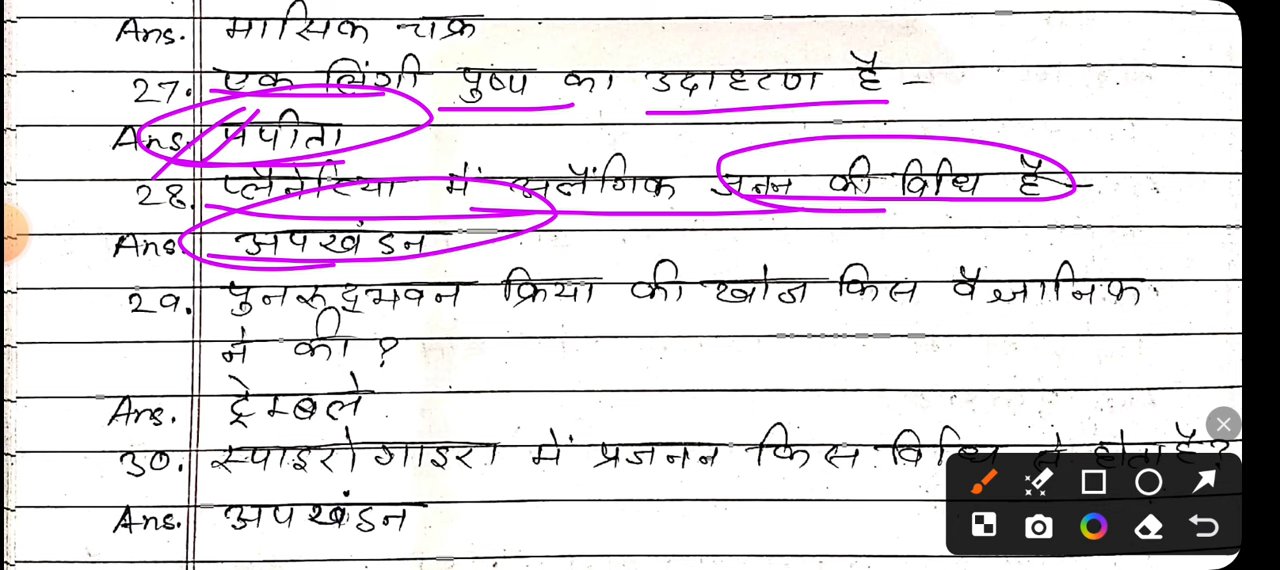 Ans. मासिक चक्र
27. एक लिंगी पुष्प का उदाहरण है -
Ans. पपीता
28. प्लैनेरिया में अलैंगिक जनन की विधि है -
Ans. अपखंडन
29. पुनरूद्भवन क्रिया की खोज किस वैज्ञानिक
ने की ?
Ans. ट्रेम्बले
30. स्पाइरोगाइरा में प्रजनन किस विधि से होता है ?
Ans. अपखंडन